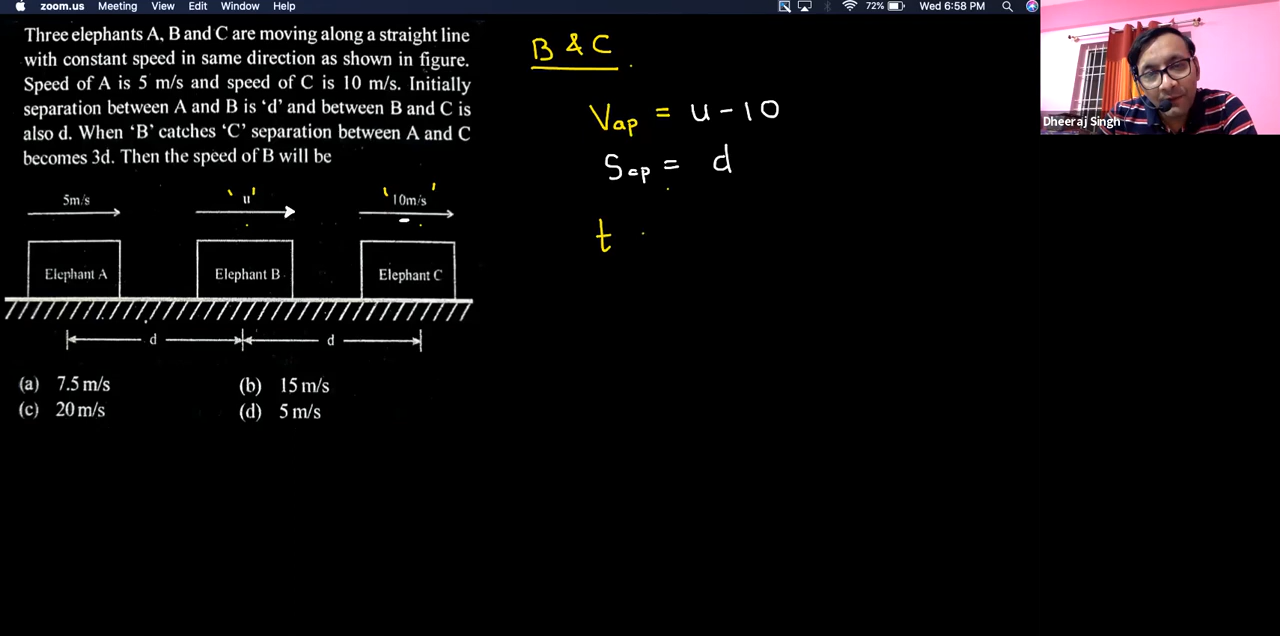 zoom.us Meeting View Edit Window Help 72% Wed 6:58 PM
Three elephants A, B and C are moving along a straight line
with constant speed in same direction as shown in figure.
Speed of A is 5 m/s and speed of C is 10 m/s. Initially
separation between A and B is 'd' and between B and C is
also d. When 'B' catches 'C' separation between A and C
becomes 3d. Then the speed of B will be
5m/s 'u' '10m/s'
Elephant A Elephant B Elephant C
d d
(a) 7.5 m/s (b) 15 m/s
(c) 20 m/s (d) 5 m/s
B & C
Vap = u - 10
Sap = d
t
Dheeraj Singh